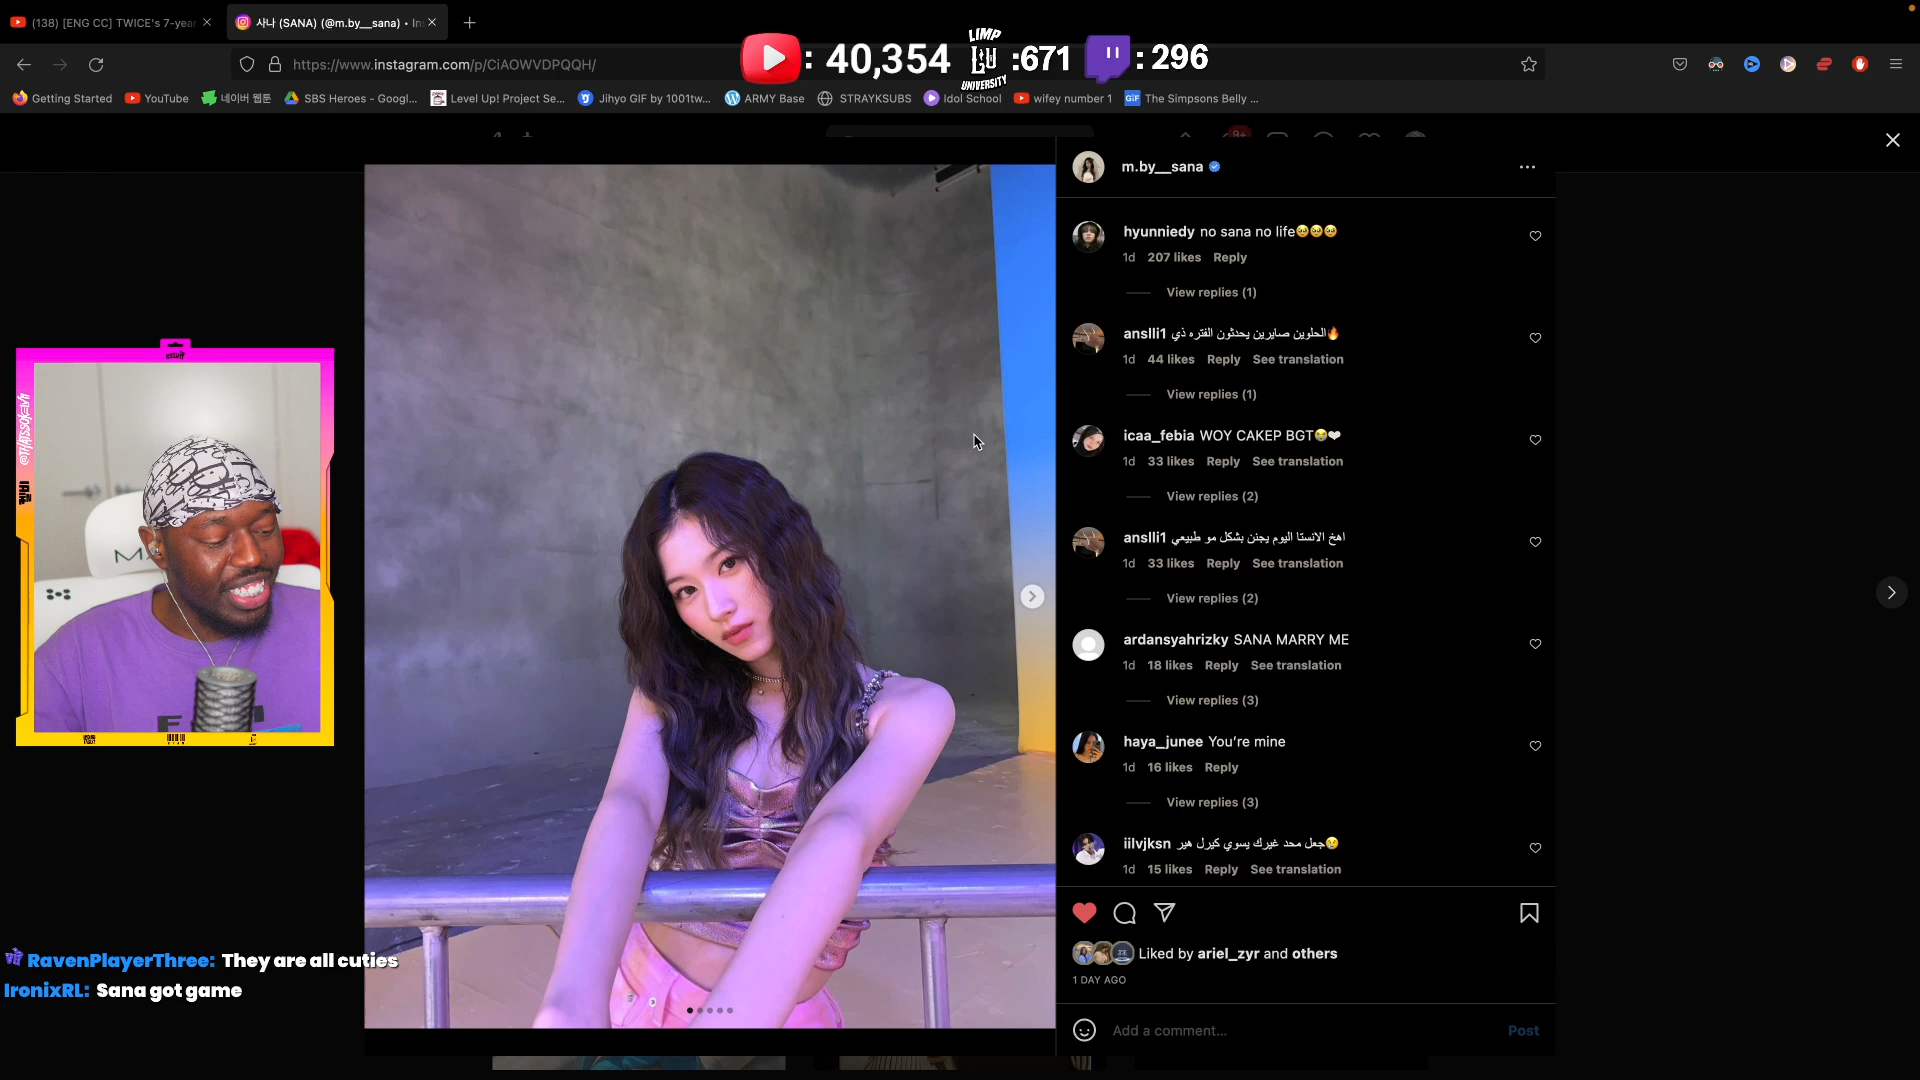 (138) [ENG CC] TWICE's 7-yea
사나 (SANA) (@m.by__sana) • In
https://www.instagram.com/p/CiAOWVDPQQH/
: 40,354
LIMP
LU
UNIVERSITY
:671
: 296
Getting Started
YouTube
네이버 웹툰
SBS Heroes - Googl...
Level Up! Project Se...
Jihyo GIF by 1001tw...
ARMY Base
STRAYKSUBS
Idol School
wifey number 1
GIF
The Simpsons Belly ...
9+
m.by__sana
hyunniedy no sana no life🥺🥺🥺
1d 207 likes Reply
View replies (1)
anslli1 الحلوين صايرين يحدثون الفتره ذي🔥
1d 44 likes Reply See translation
View replies (1)
icaa_febia WOY CAKEP BGT😭❤
1d 33 likes Reply See translation
View replies (2)
anslli1 اهخ الانستا اليوم يجنن بشكل مو طبيعي
1d 33 likes Reply See translation
View replies (2)
ardansyahrizky SANA MARRY ME
1d 18 likes Reply See translation
View replies (3)
haya_junee You're mine
1d 16 likes Reply
View replies (3)
iilvjksn جعل محد غيرك يسوي كيرل هير😢
1d 15 likes Reply See translation
Liked by ariel_zyr and others
1 DAY AGO
Add a comment...
Post
RavenPlayerThree: They are all cuties
IronixRL: Sana got game